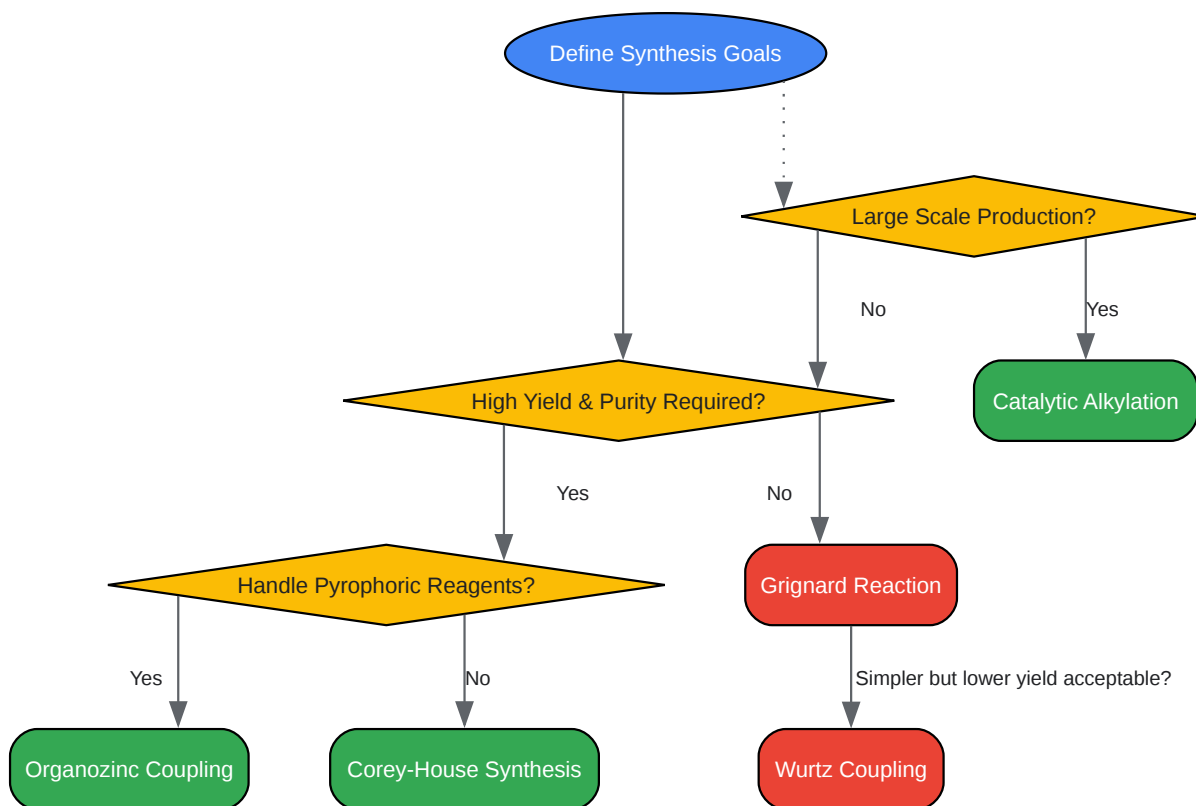 Define Synthesis Goals
Large Scale Production?
No
Yes
High Yield & Purity Required?
Catalytic Alkylation
Yes
No
Handle Pyrophoric Reagents?
Grignard Reaction
Yes
No
Simpler but lower yield acceptable?
Organozinc Coupling
Corey-House Synthesis
Wurtz Coupling